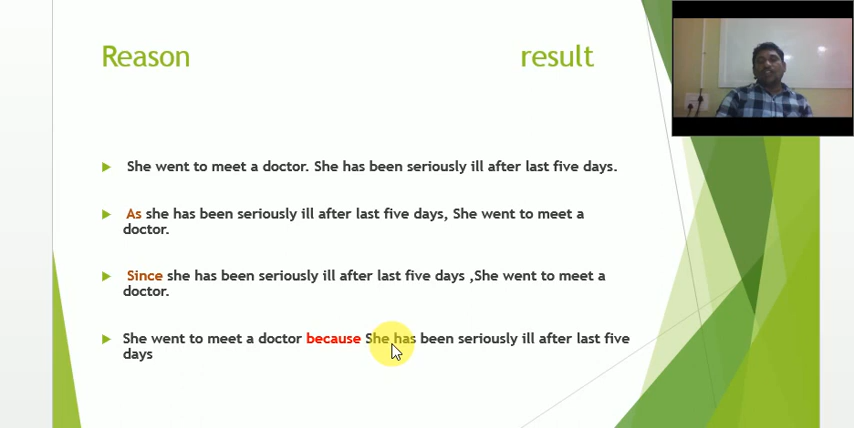 Reason result
She went to meet a doctor. She has been seriously ill after last five days.
As she has been seriously ill after last five days, She went to meet a
doctor.
Since she has been seriously ill after last five days ,She went to meet a
doctor.
She went to meet a doctor because She has been seriously ill after last five
days